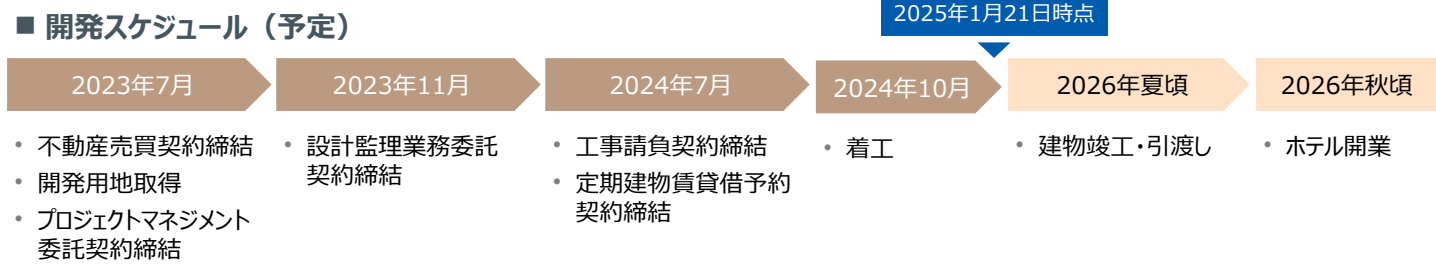 ■ 開発スケジュール（予定）
2025年1月21日時点
2023年7月
2023年11月
2024年7月
2024年10月
2026年夏頃
2026年秋頃
• 不動産売買契約締結
• 開発用地取得
• プロジェクトマネジメント
委託契約締結
• 設計監理業務委託
契約締結
• 工事請負契約締結
• 定期建物賃貸借予約
契約締結
• 着工
• 建物竣工・引渡し
• ホテル開業